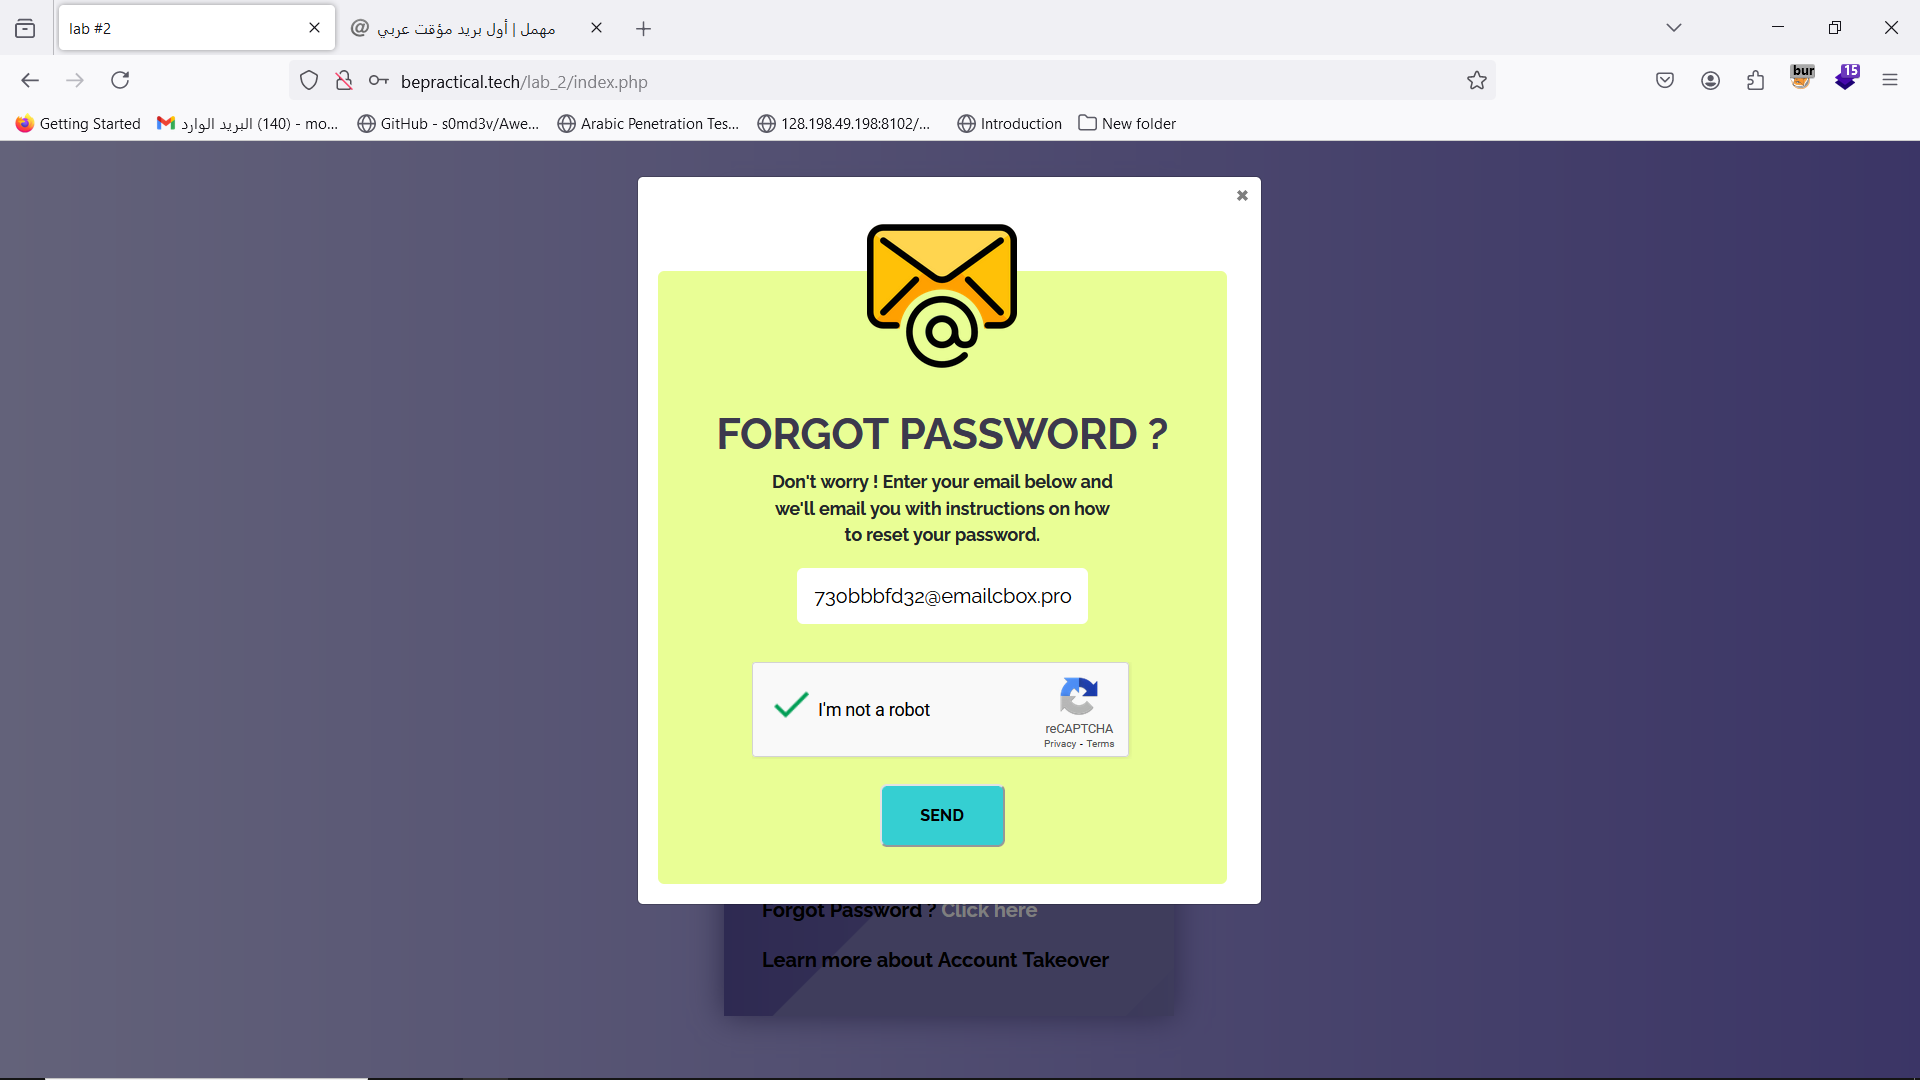 lab #2
مهمل | أول بريد مؤقت عربي
bepractical.tech/lab_2/index.php
bur
15
Getting Started
البريد الوارد (140) - mo...
GitHub - s0md3v/Awe...
Arabic Penetration Tes...
128.198.49.198:8102/...
Introduction
New folder
FORGOT PASSWORD ?
Don't worry ! Enter your email below and
we'll email you with instructions on how
to reset your password.
730bbbfd32@emailcbox.pro
I'm not a robot
reCAPTCHA
Privacy - Terms
SEND
Forgot Password ? Click here
Learn more about Account Takeover